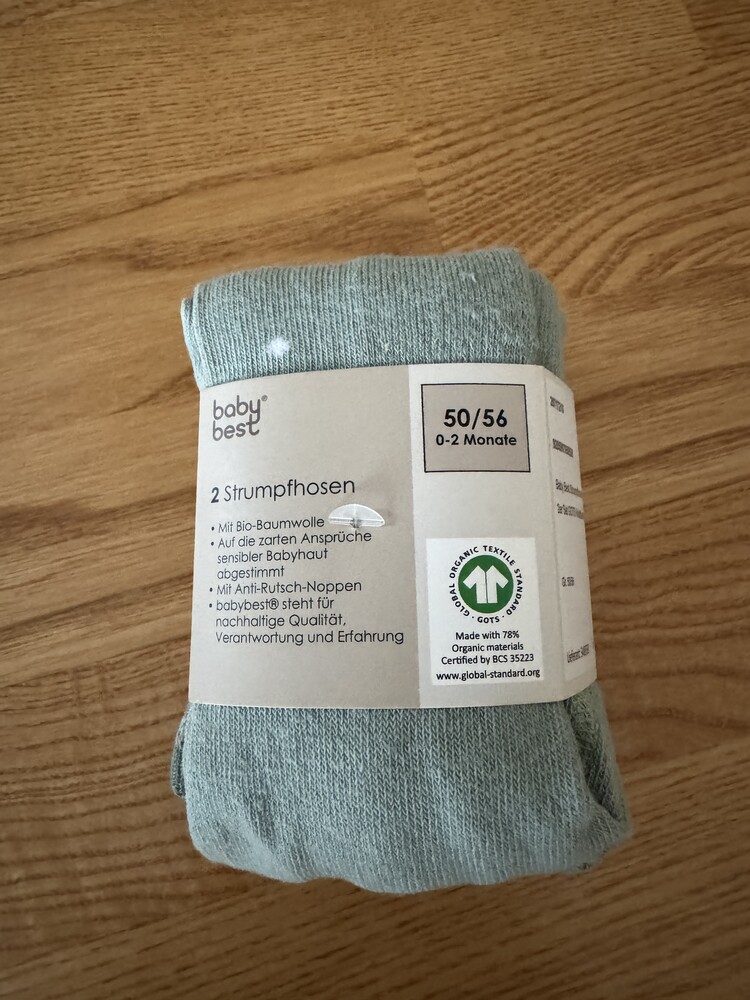 baby®
best
2 Strumpfhosen
• Mit Bio-Baumwolle
• Auf die zarten Ansprüche
sensibler Babyhaut
abgestimmt
• Mit Anti-Rutsch-Noppen
• babybest® steht für
nachhaltige Qualität,
Verantwortung und Erfahrung
50/56
0-2 Monate
GLOBAL ORGANIC TEXTILE STANDARD
· GOTS ·
Made with 78%
Organic materials
Certified by BCS 35223
www.global-standard.org
Baby Best